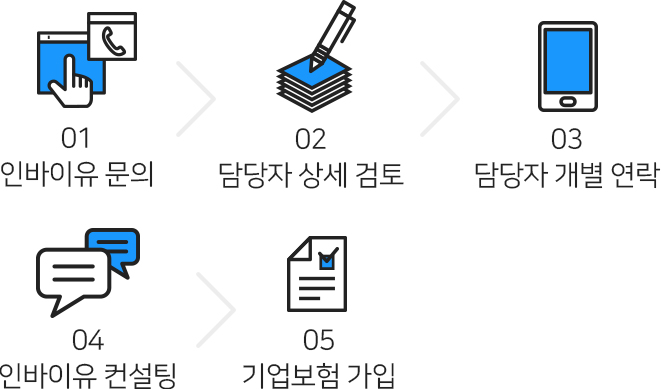 01
인바이유 문의
02
담당자 상세 검토
03
담당자 개별 연락
04
인바이유 컨설팅
05
기업보험 가입